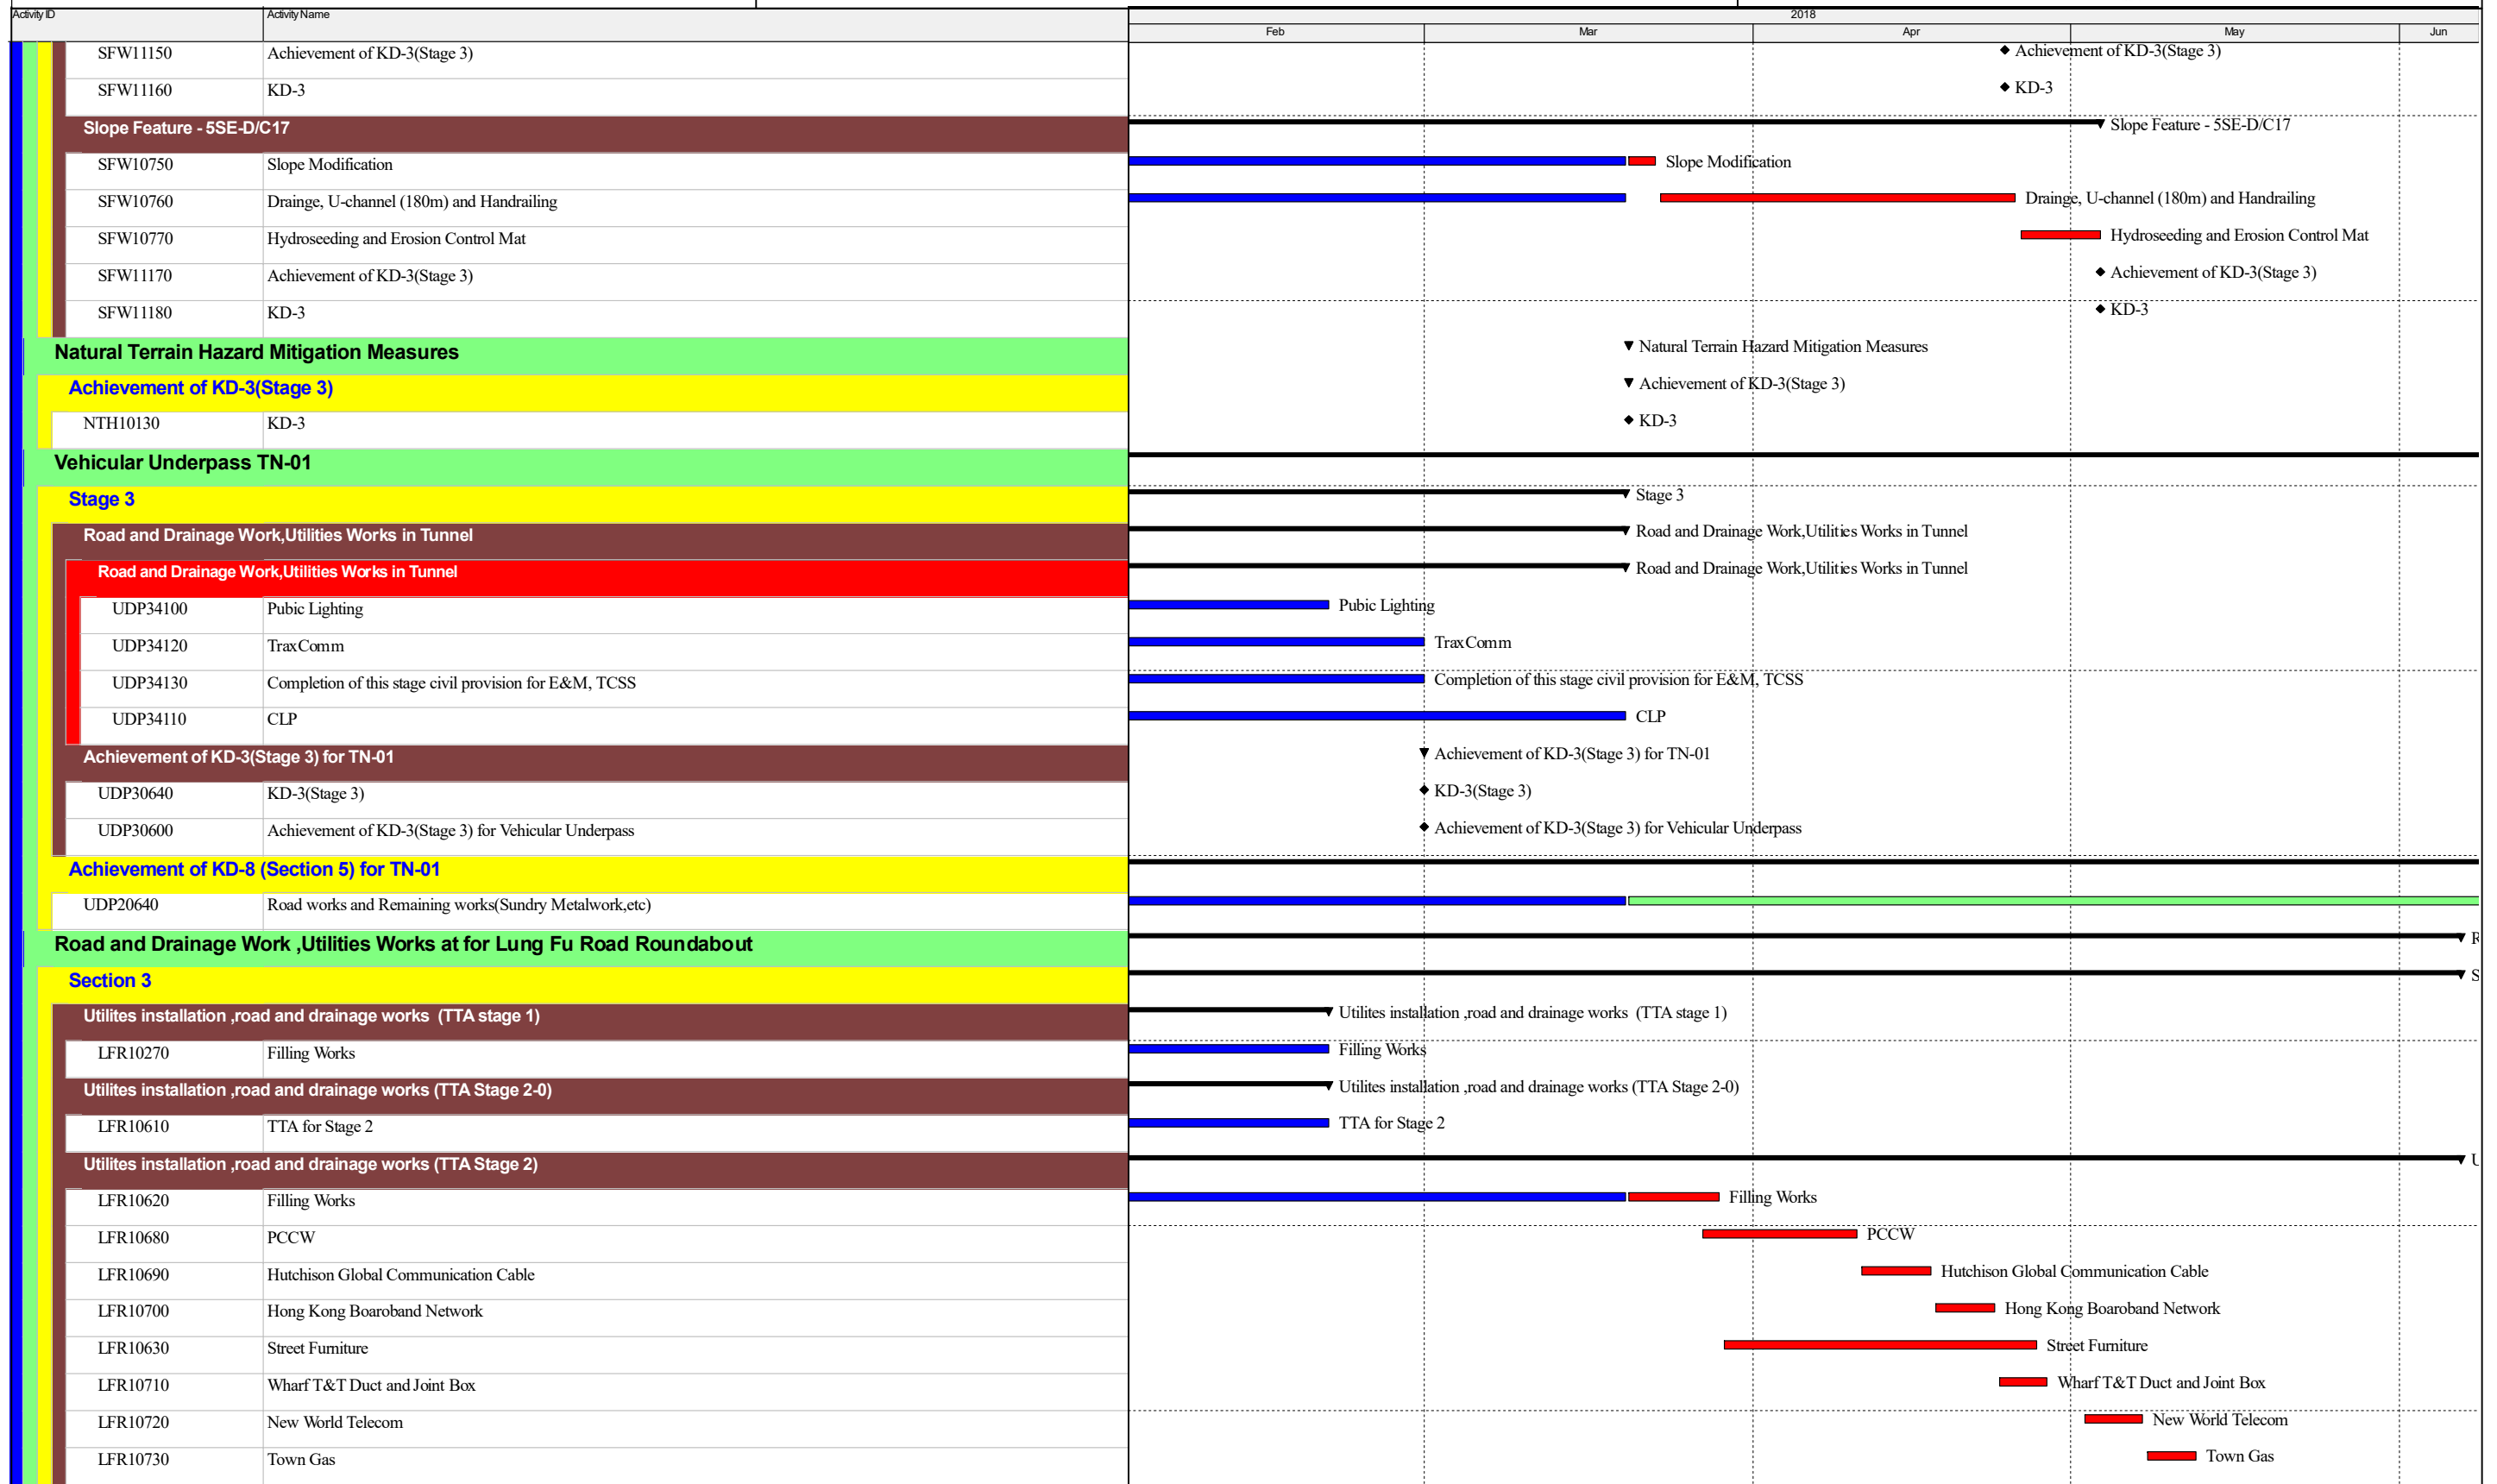 Activity ID Activity Name 2018
Feb Mar Apr May Jun
SFW11150 Achievement of KD-3(Stage 3) Achievement of KD-3(Stage 3)
SFW11160 KD-3 KD-3
Slope Feature - 5SE-D/C17 Slope Feature - 5SE-D/C17
SFW10750 Slope Modification Slope Modification
SFW10760 Drainge, U-channel (180m) and Handrailing Drainge, U-channel (180m) and Handrailing
SFW10770 Hydroseeding and Erosion Control Mat Hydroseeding and Erosion Control Mat
SFW11170 Achievement of KD-3(Stage 3) Achievement of KD-3(Stage 3)
SFW11180 KD-3 KD-3
Natural Terrain Hazard Mitigation Measures Natural Terrain Hazard Mitigation Measures
Achievement of KD-3(Stage 3) Achievement of KD-3(Stage 3)
NTH10130 KD-3 KD-3
Vehicular Underpass TN-01
Stage 3 Stage 3
Road and Drainage Work,Utilities Works in Tunnel Road and Drainage Work,Utilities Works in Tunnel
Road and Drainage Work,Utilities Works in Tunnel Road and Drainage Work,Utilities Works in Tunnel
UDP34100 Pubic Lighting Pubic Lighting
UDP34120 TraxComm TraxComm
UDP34130 Completion of this stage civil provision for E&M, TCSS Completion of this stage civil provision for E&M, TCSS
UDP34110 CLP CLP
Achievement of KD-3(Stage 3) for TN-01 Achievement of KD-3(Stage 3) for TN-01
UDP30640 KD-3(Stage 3) KD-3(Stage 3)
UDP30600 Achievement of KD-3(Stage 3) for Vehicular Underpass Achievement of KD-3(Stage 3) for Vehicular Underpass
Achievement of KD-8 (Section 5) for TN-01
UDP20640 Road works and Remaining works(Sundry Metalwork,etc)
Road and Drainage Work ,Utilities Works at for Lung Fu Road Roundabout R
Section 3 S
Utilites installation ,road and drainage works (TTA stage 1) Utilites installation ,road and drainage works (TTA stage 1)
LFR10270 Filling Works Filling Works
Utilites installation ,road and drainage works (TTA Stage 2-0) Utilites installation ,road and drainage works (TTA Stage 2-0)
LFR10610 TTA for Stage 2 TTA for Stage 2
Utilites installation ,road and drainage works (TTA Stage 2) U
LFR10620 Filling Works Filling Works
LFR10680 PCCW PCCW
LFR10690 Hutchison Global Communication Cable Hutchison Global Communication Cable
LFR10700 Hong Kong Boaroband Network Hong Kong Boaroband Network
LFR10630 Street Furniture Street Furniture
LFR10710 Wharf T&T Duct and Joint Box Wharf T&T Duct and Joint Box
LFR10720 New World Telecom New World Telecom
LFR10730 Town Gas Town Gas